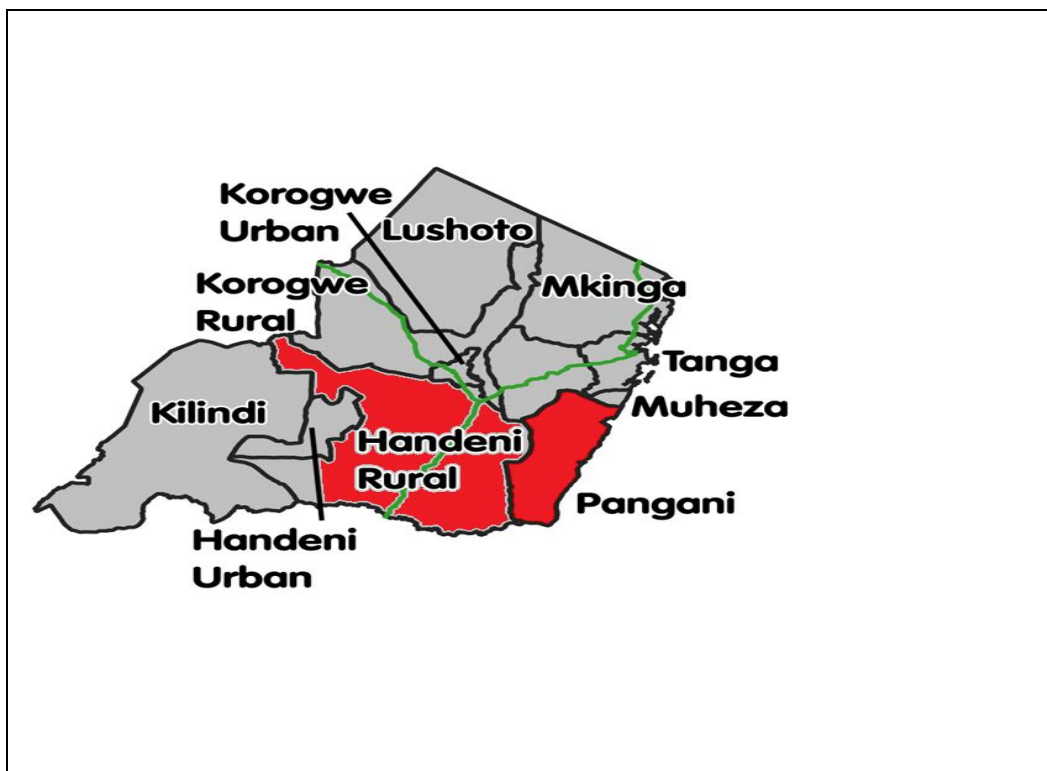 Korogwe
Urban
Lushoto
Korogwe
Rural
Mkinga
Tanga
Kilindi
Muheza
Handeni
Rural
Pangani
Handeni
Urban